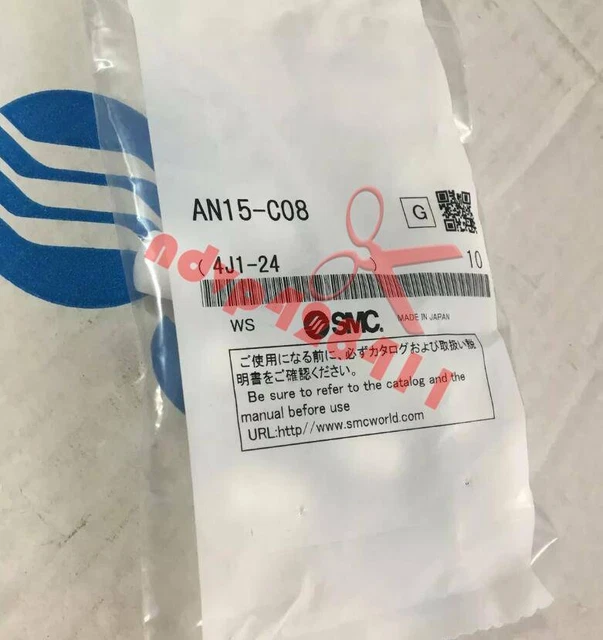 AN15-C08
G
( 4J1-24 ) 10
WS SMC. MADE IN JAPAN
ご使用になる前に、必ずカタログおよび取扱い説
明書をご確認ください。
Be sure to refer to the catalog and the
manual before use
URL:http//www.smcworld.com